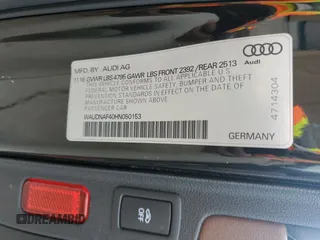 MFD. BY AUDI AG
11.16 GVWR LBS 4795 GAWR LBS FRONT 2392 /REAR 2513
THIS VEHICLE CONFORMS TO ALL APPLICABLE U.S.
FEDERAL MOTOR VEHICLE SAFETY, BUMPER AND THEFT
PREVENTION STANDARDS IN EFFECT ON THE DATE OF
MANUFACTURE SHOWN ABOVE
PASSENGER CAR
WAUDNAF40HN050153
Audi
4714304
OFF
DREAMBID